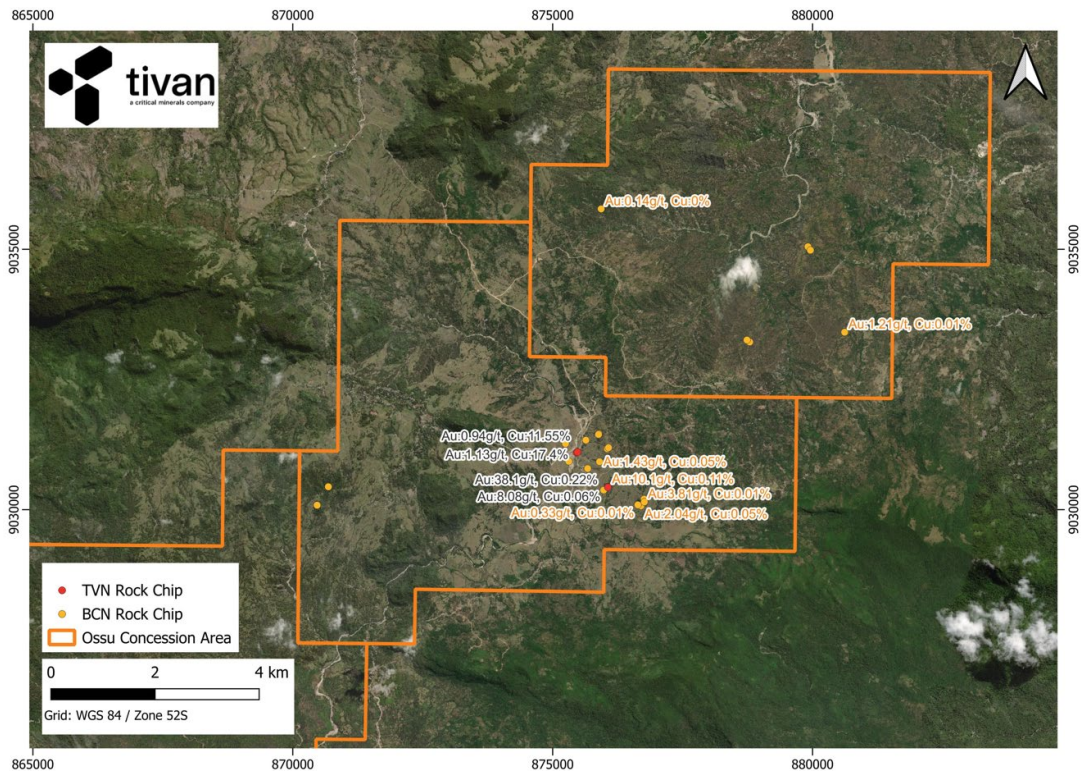 865000
870000
875000
880000
tivan
a critical minerals company
Au:0.14g/t, Cu:0%
9035000
9035000
Au:1.21g/t, Cu:0.01%
Au:0.94g/t, Cu:11.55%
Au:1.13g/t, Cu:17.4%
Au:1.43g/t, Cu:0.05%
Au:38.1g/t, Cu:0.22%
Au:10.1g/t, Cu:0.11%
Au:8.08g/t, Cu:0.06%
Au:3.81g/t, Cu:0.01%
Au:0.33g/t, Cu:0.01%
Au:2.04g/t, Cu:0.05%
9030000
9030000
TVN Rock Chip
BCN Rock Chip
Ossu Concession Area
0 2 4 km
Grid: WGS 84 / Zone 52S
865000
870000
875000
880000